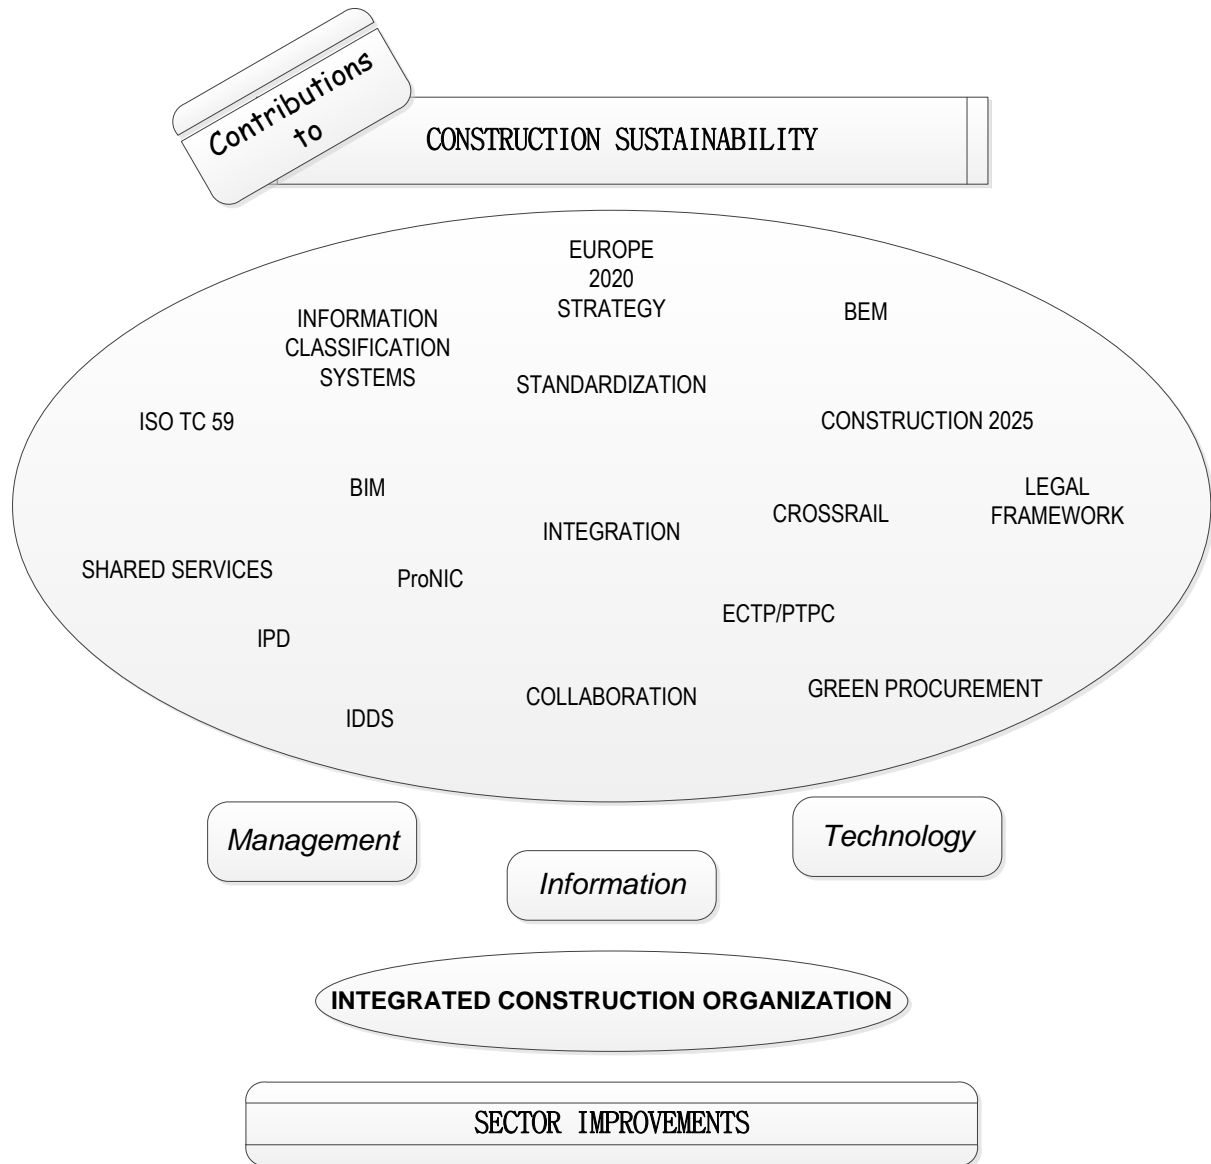 Contributions
to
CONSTRUCTION SUSTAINABILITY
EUROPE
2020
STRATEGY
BEM
INFORMATION
CLASSIFICATION
SYSTEMS
STANDARDIZATION
ISO TC 59
CONSTRUCTION 2025
BIM
LEGAL
FRAMEWORK
CROSSRAIL
INTEGRATION
SHARED SERVICES
ProNIC
ECTP/PTPC
IPD
GREEN PROCUREMENT
COLLABORATION
IDDS
Management
Technology
Information
INTEGRATED CONSTRUCTION ORGANIZATION
SECTOR IMPROVEMENTS